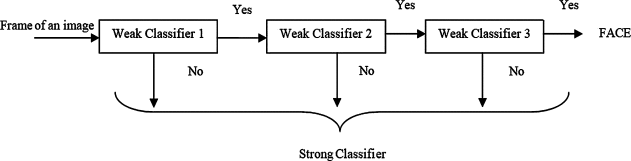 Yes
Yes
Yes
Frame of an image
Weak Classifier 1
Weak Classifier 2
Weak Classifier 3
FACE
No
No
No
Strong Classifier